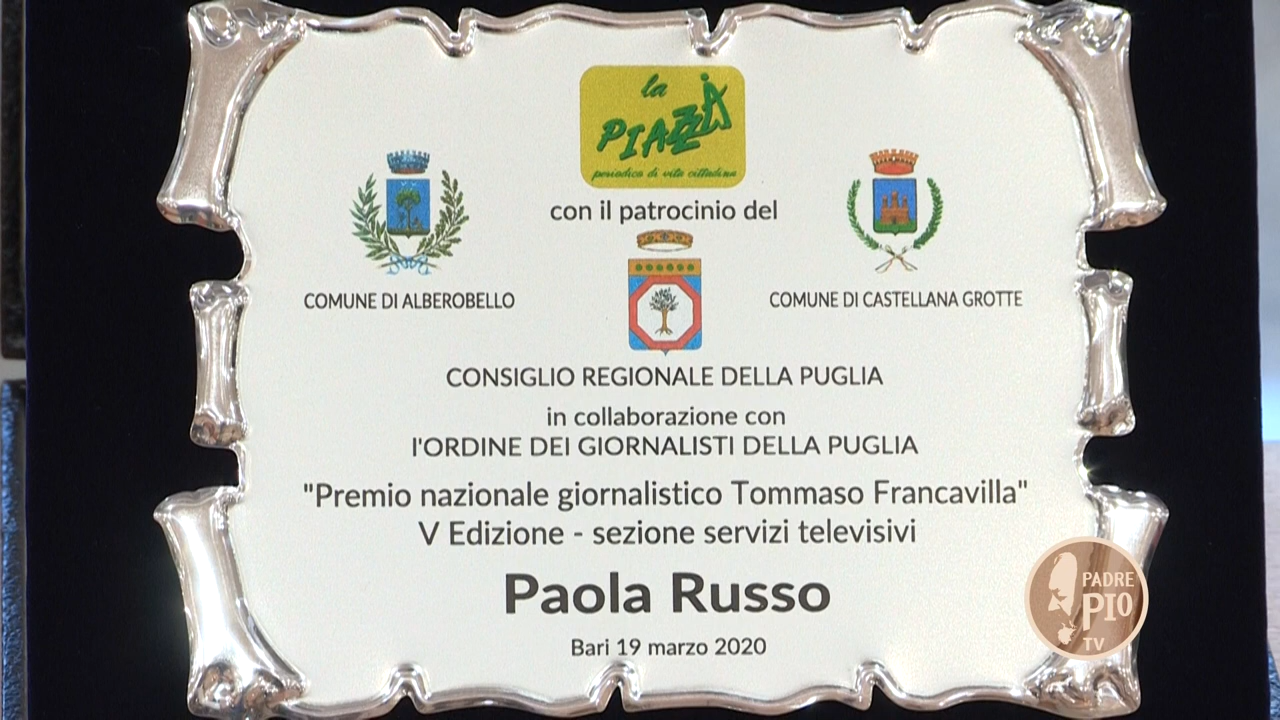 la
PIAZZA
periodico di vita cittadina
con il patrocinio del
COMUNE DI ALBEROBELLO
COMUNE DI CASTELLANA GROTTE
CONSIGLIO REGIONALE DELLA PUGLIA
in collaborazione con
l'ORDINE DEI GIORNALISTI DELLA PUGLIA
"Premio nazionale giornalistico Tommaso Francavilla"
V Edizione - sezione servizi televisivi
Paola Russo
Bari 19 marzo 2020
PADRE
PIO
TV